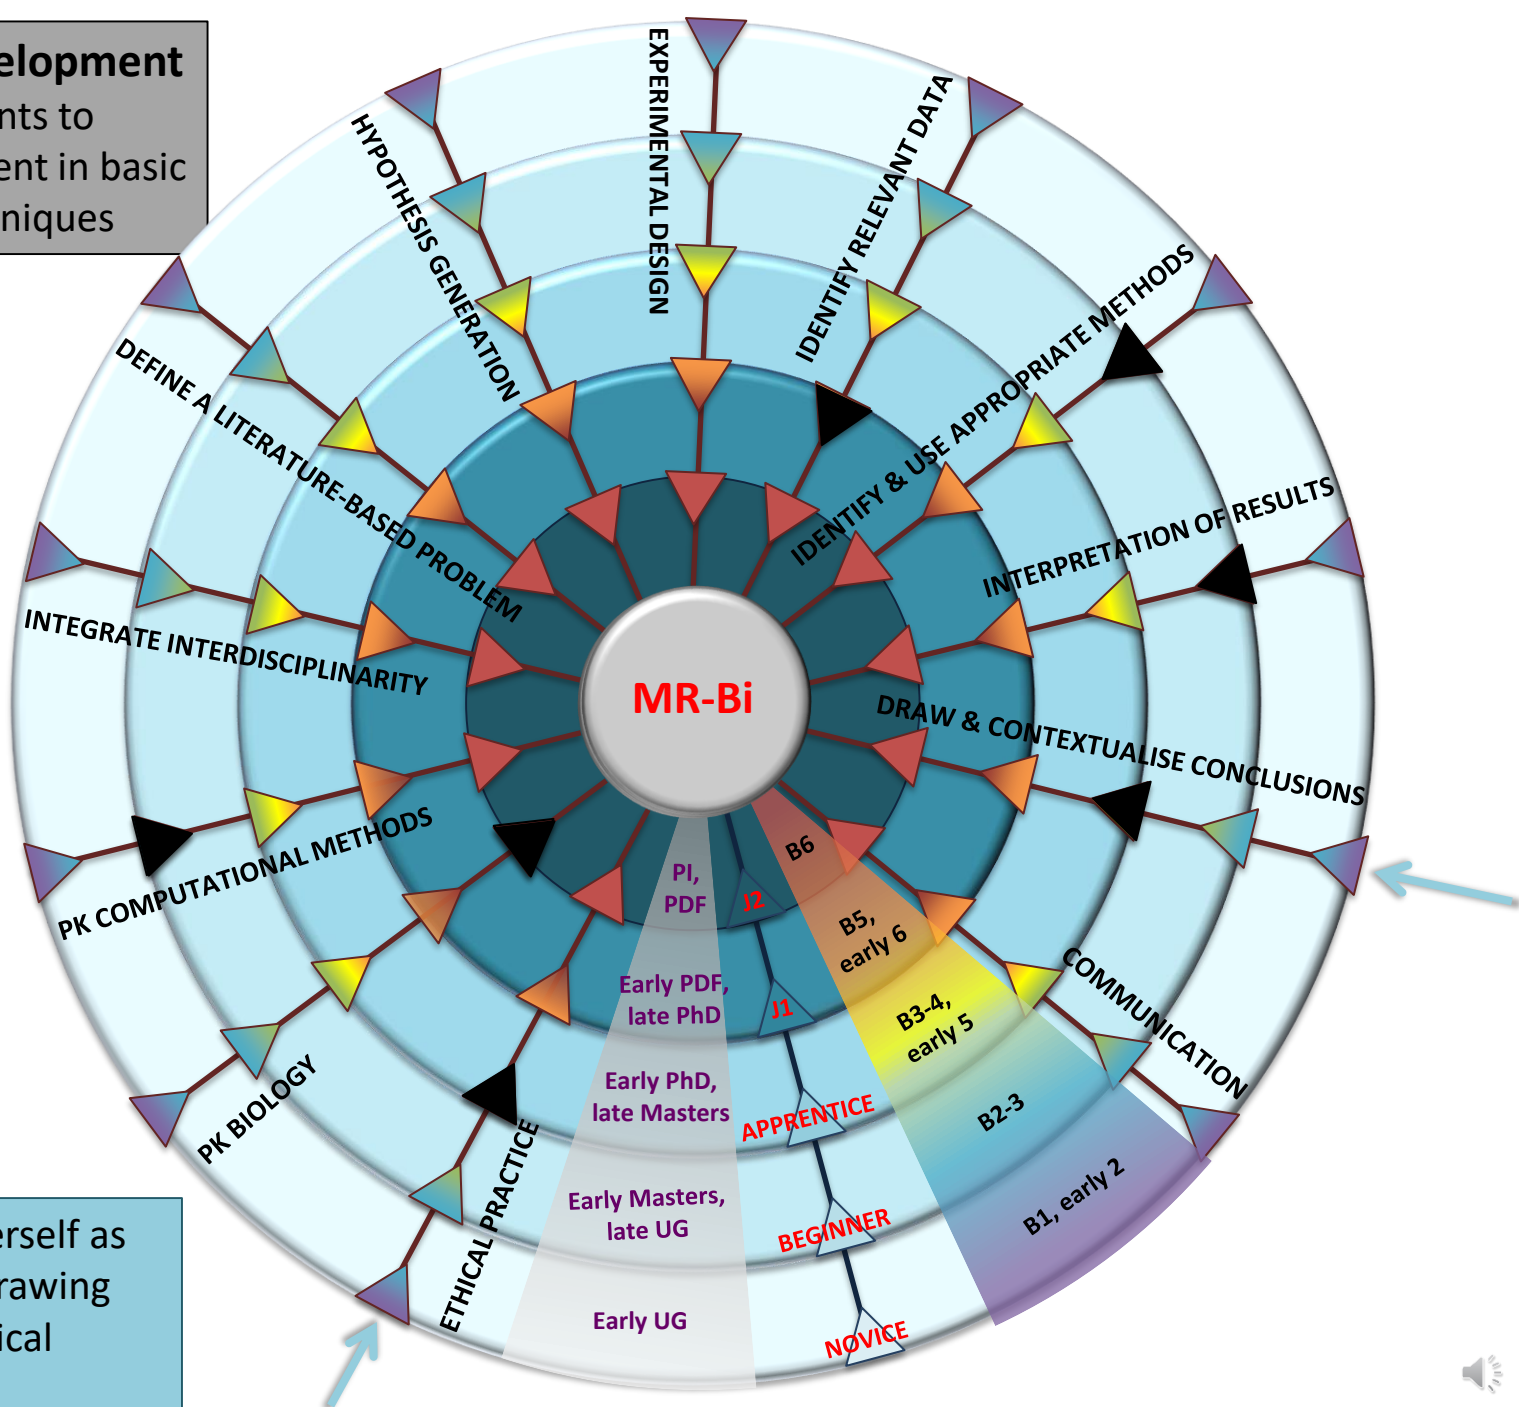 elopment
nts to
ent in basic
niques
EXPERIMENTAL DESIGN
IDENTIFY RELEVANT DATA
HYPOTHESIS GENERATION
IDENTIFY & USE APPROPRIATE METHODS
DEFINE A LITERATURE-BASED PROBLEM
INTERPRETATION OF RESULTS
INTEGRATE INTERDISCIPLINARITY
MR-Bi
DRAW & CONTEXTUALISE CONCLUSIONS
PK COMPUTATIONAL METHODS
COMMUNICATION
PK BIOLOGY
ETHICAL PRACTICE
PI,
PDF
Early PDF,
late PhD
Early PhD,
late Masters
Early Masters,
late UG
Early UG
J2
J1
APPRENTICE
BEGINNER
NOVICE
B6
B5,
early 6
B3-4,
early 5
B2-3
B1, early 2
erself as
rawing
ical